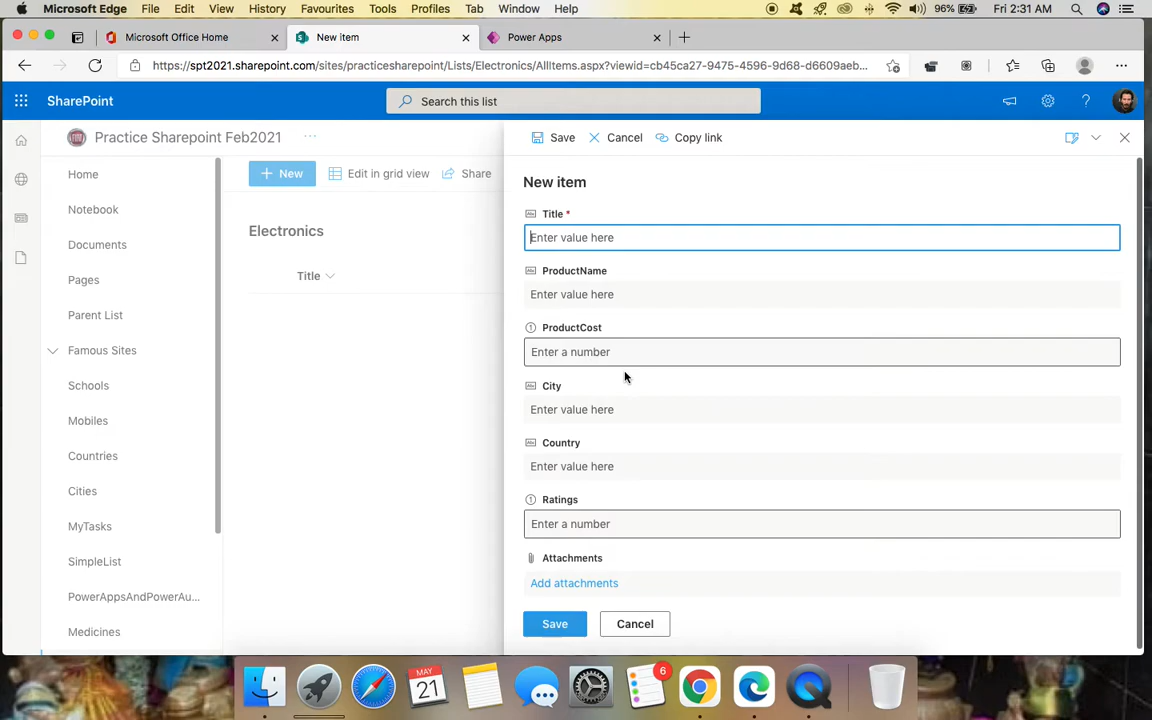 Microsoft Edge File Edit View History Favourites Tools Profiles Tab Window Help 96% Fri 2:31 AM
Microsoft Office Home New item Power Apps
https://spt2021.sharepoint.com/sites/practicesharepoint/Lists/Electronics/AllItems.aspx?viewid=cb45ca27-9475-4596-9d68-d6609aeb...
SharePoint Search this list
Practice Sharepoint Feb2021 ...
Save Cancel Copy link
Home
Notebook
Documents
Pages
Parent List
Famous Sites
Schools
Mobiles
Countries
Cities
MyTasks
SimpleList
PowerAppsAndPowerAu...
Medicines
+ New Edit in grid view Share
Electronics
Title
New item
Title *
Enter value here
ProductName
Enter value here
ProductCost
Enter a number
City
Enter value here
Country
Enter value here
Ratings
Enter a number
Attachments
Add attachments
Save Cancel
MAY
21
6